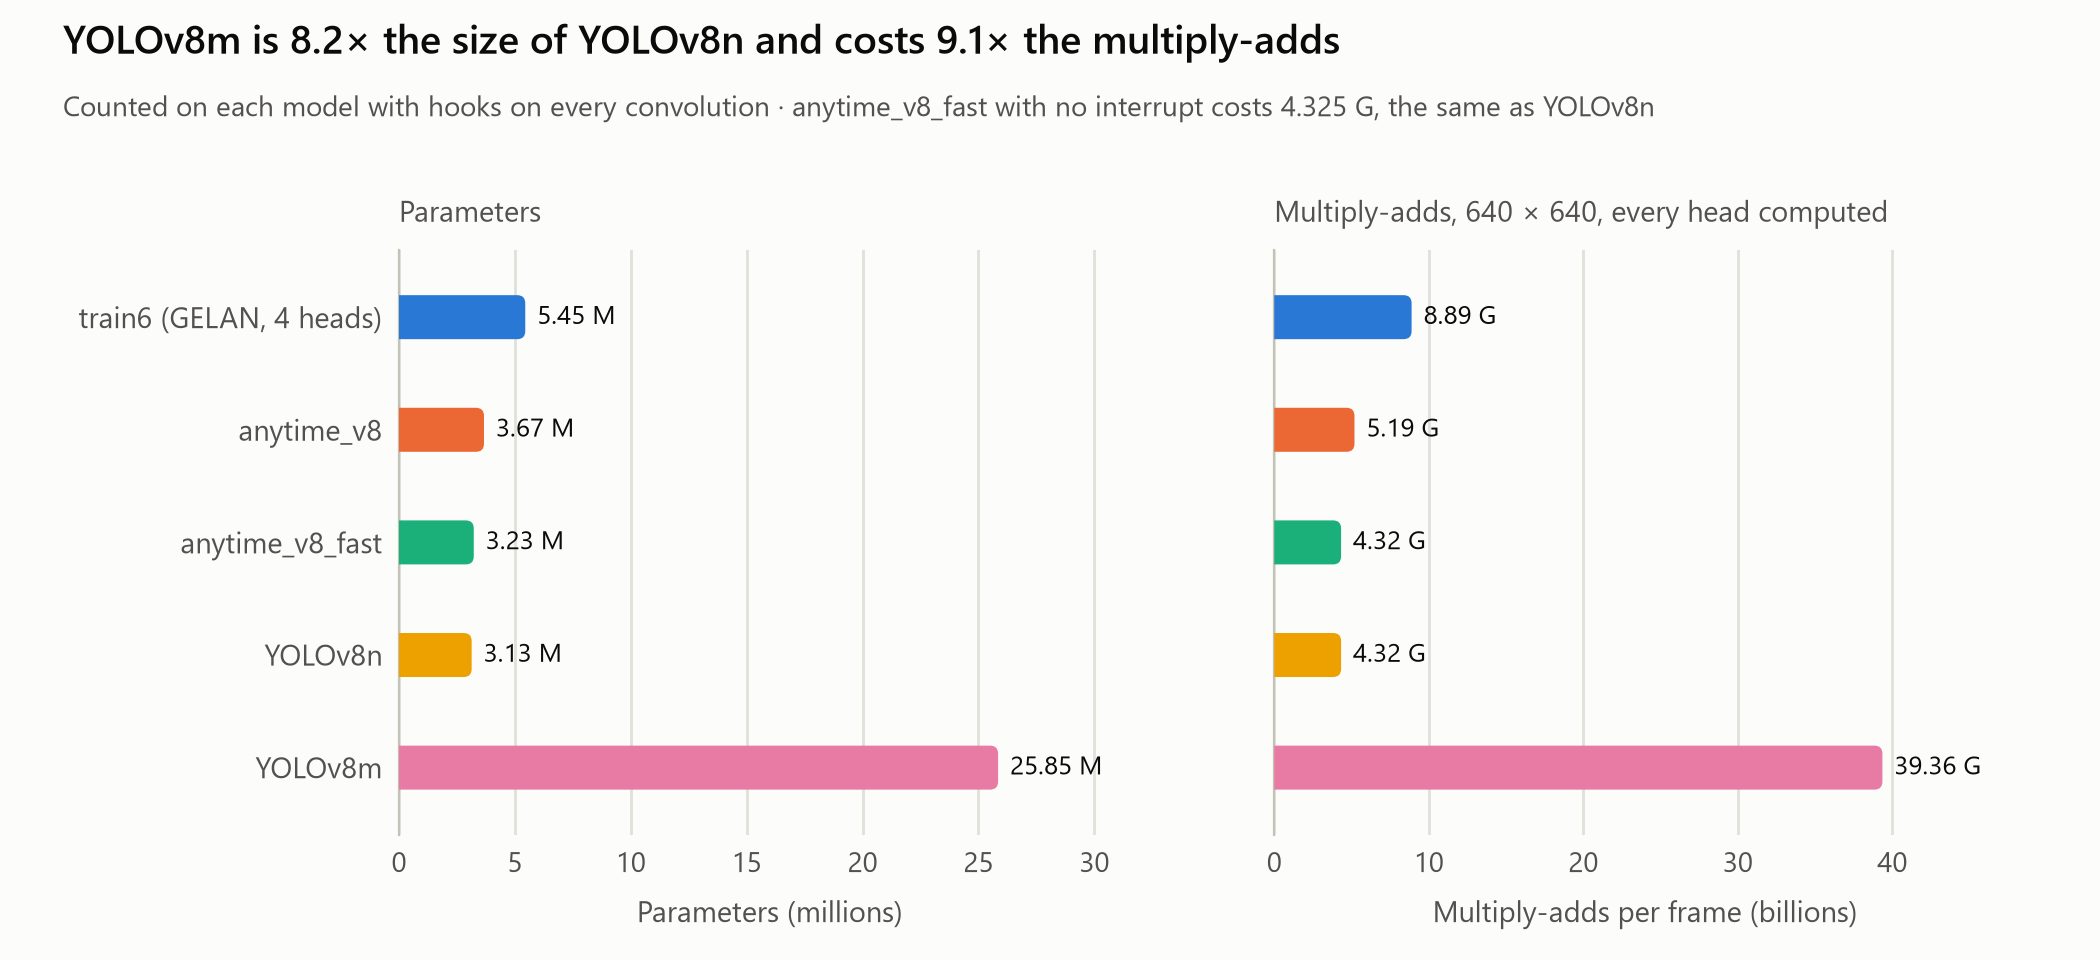 YOLOv8m is 8.2× the size of YOLOv8n and costs 9.1× the multiply-adds
Counted on each model with hooks on every convolution · anytime_v8_fast with no interrupt costs 4.325 G, the same as YOLOv8n
Parameters
train6 (GELAN, 4 heads)
5.45 M
anytime_v8
3.67 M
anytime_v8_fast
3.23 M
YOLOv8n
3.13 M
YOLOv8m
25.85 M
0 5 10 15 20 25 30
Parameters (millions)
Multiply-adds, 640 × 640, every head computed
8.89 G
5.19 G
4.32 G
4.32 G
39.36 G
0 10 20 30 40
Multiply-adds per frame (billions)